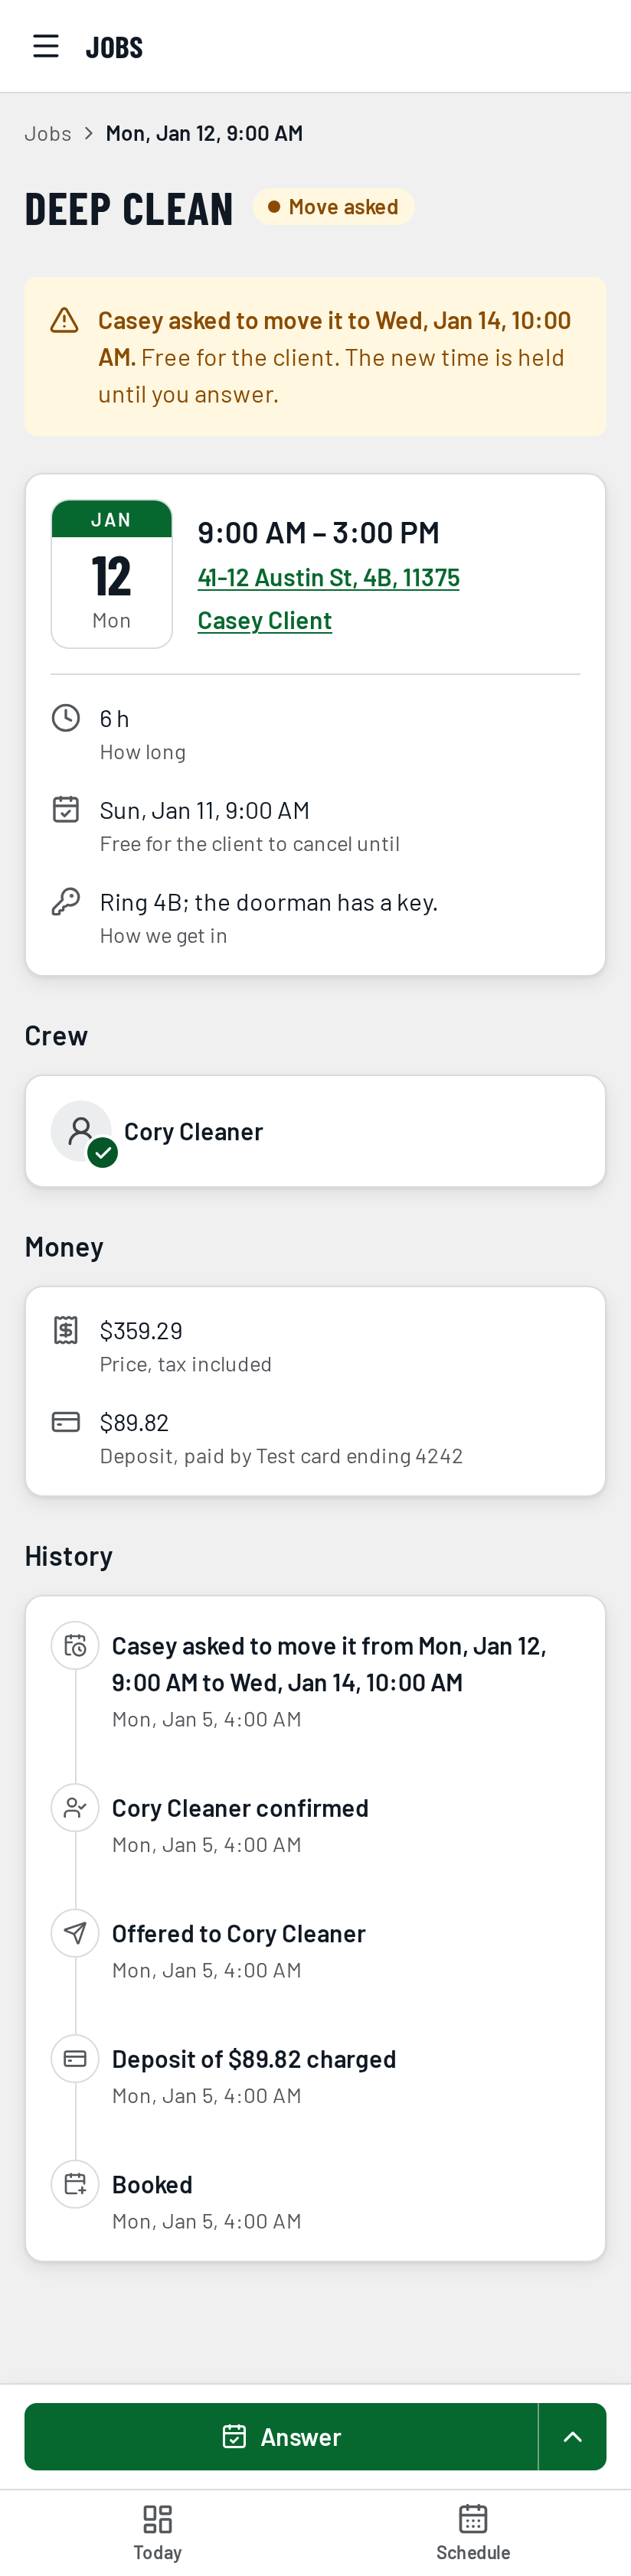 JOBS
Jobs > Mon, Jan 12, 9:00 AM
DEEP CLEAN
Move asked
Casey asked to move it to Wed, Jan 14, 10:00
AM. Free for the client. The new time is held
until you answer.
JAN
12
Mon
9:00 AM – 3:00 PM
41-12 Austin St, 4B, 11375
Casey Client
6 h
How long
Sun, Jan 11, 9:00 AM
Free for the client to cancel until
Ring 4B; the doorman has a key.
How we get in
Crew
Cory Cleaner
Money
$359.29
Price, tax included
$89.82
Deposit, paid by Test card ending 4242
History
Casey asked to move it from Mon, Jan 12,
9:00 AM to Wed, Jan 14, 10:00 AM
Mon, Jan 5, 4:00 AM
Cory Cleaner confirmed
Mon, Jan 5, 4:00 AM
Offered to Cory Cleaner
Mon, Jan 5, 4:00 AM
Deposit of $89.82 charged
Mon, Jan 5, 4:00 AM
Booked
Mon, Jan 5, 4:00 AM
Answer
Today
Schedule